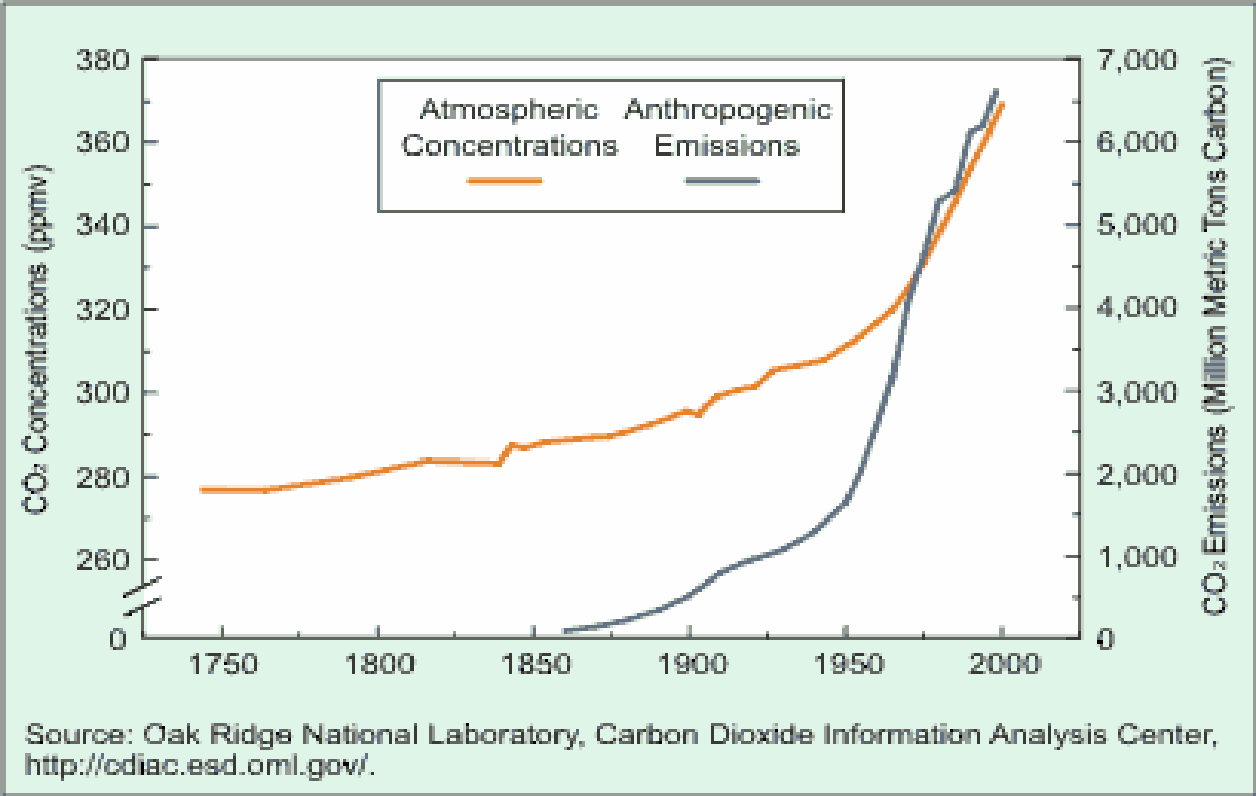 380
360
340
320
300
280
260
0
CO₂ Concentrations (ppmv)
Atmospheric Anthropogenic
Concentrations Emissions
7,000
6,000
5,000
4,000
3,000
2,000
1,000
0
CO₂ Emissions (Million Metric Tons Carbon)
1750 1800 1850 1900 1950 2000
Source: Oak Ridge National Laboratory, Carbon Dioxide Information Analysis Center,
http://cdiac.esd.oml.gov/.